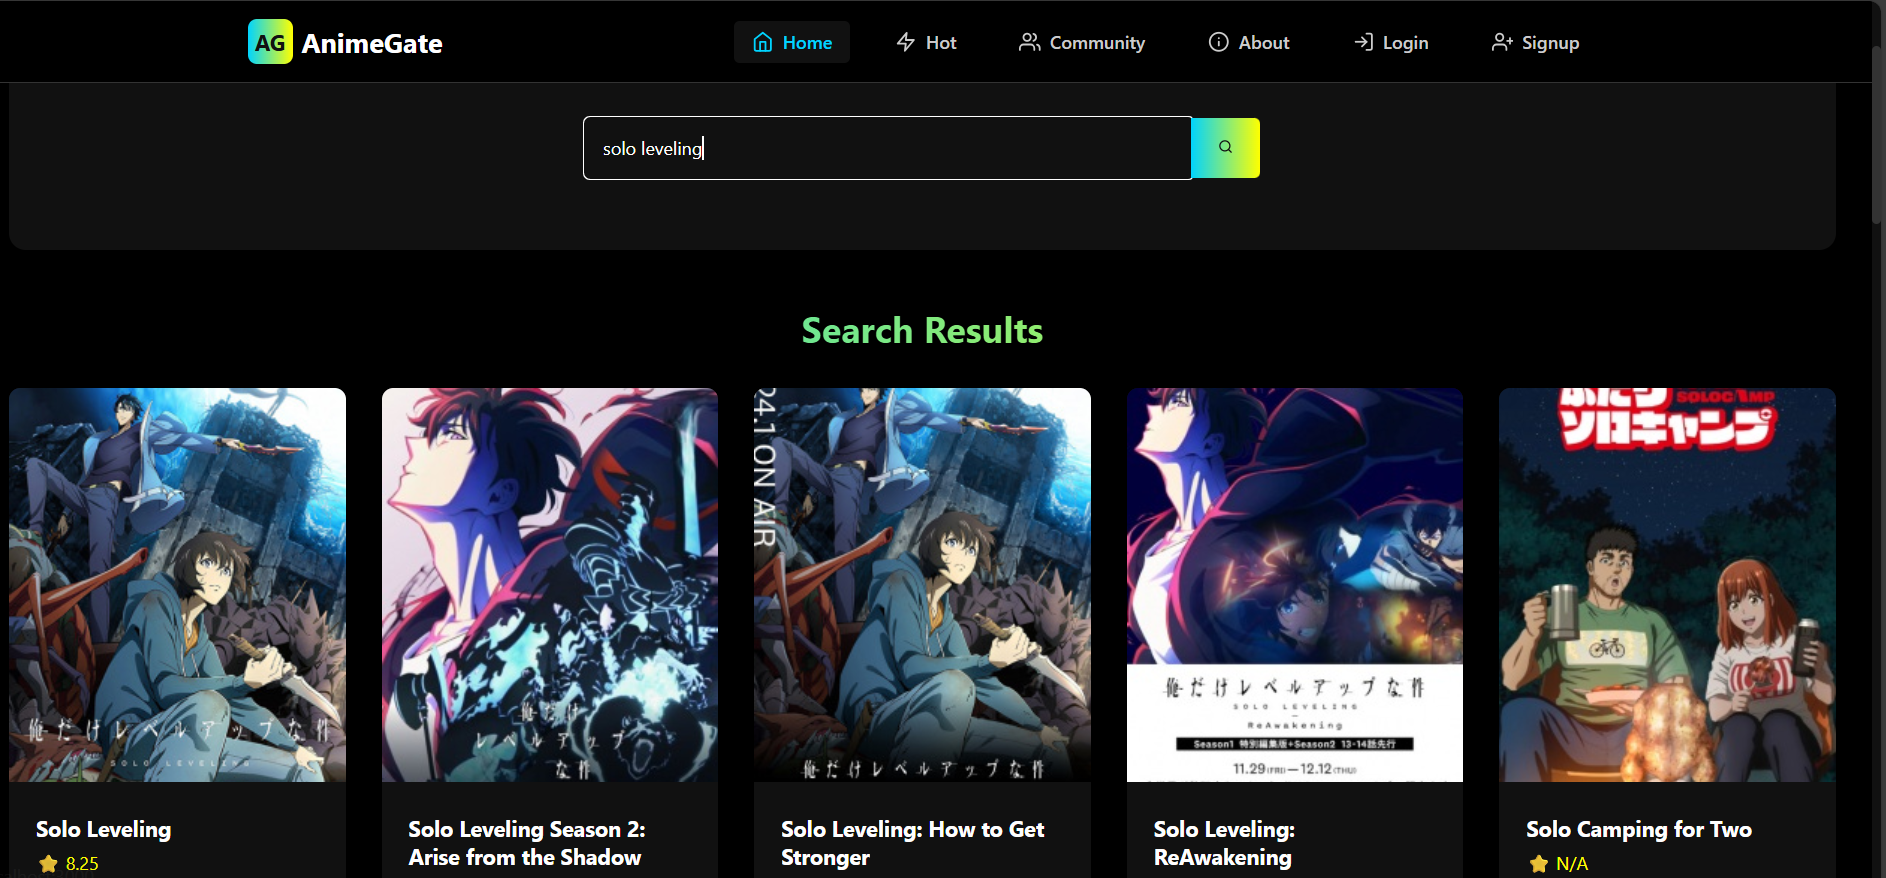 AG AnimeGate
Home
Hot
Community
About
Login
Signup
solo leveling
Search Results
俺だけレベルアップな件
SOLO LEVELING
俺だけ
レベルアップ
な件
24.1 ON AIR
俺だけレベルアップな件
俺だけレベルアップな件
SOLO LEVELING
ReAwakening
Season1 特別編集版+Season2 13-14話先行
11.29(FRI)—12.12(THU)
ふたり
SOLOCAMP
ソロキャンプ
Solo Leveling
8.25
Solo Leveling Season 2:
Arise from the Shadow
Solo Leveling: How to Get
Stronger
Solo Leveling:
ReAwakening
Solo Camping for Two
N/A